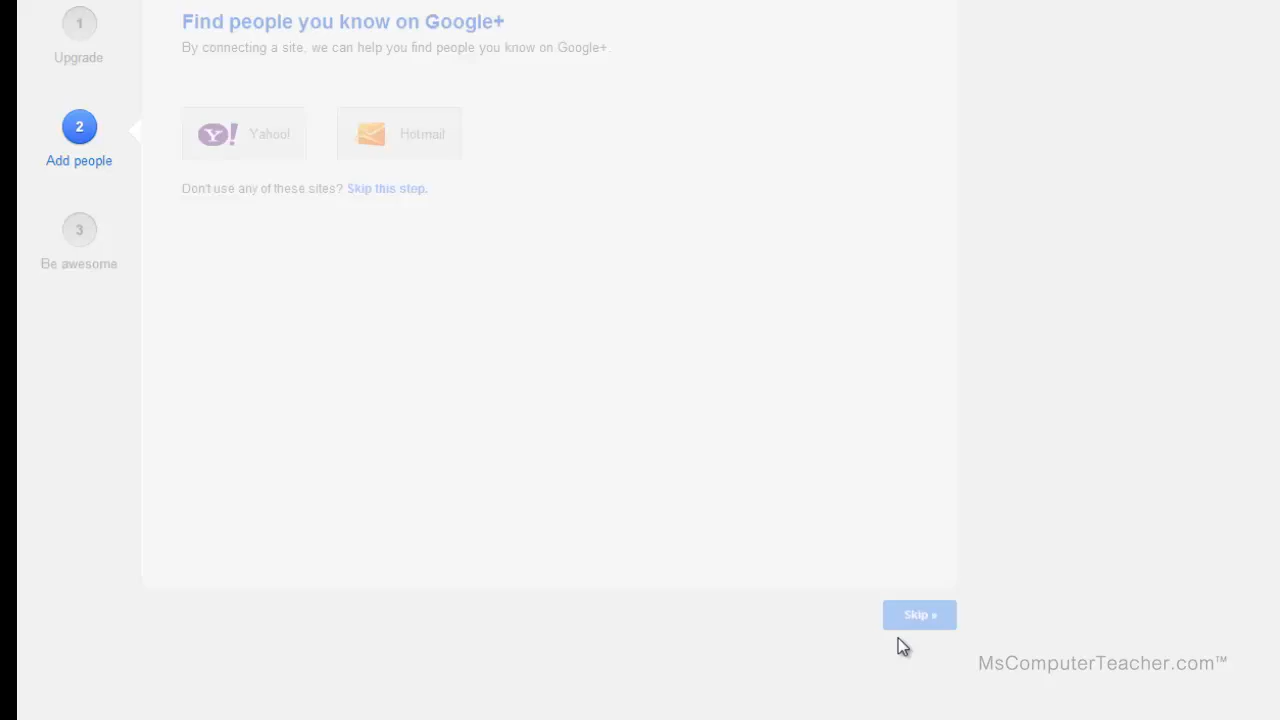 1
Upgrade
2
Add people
3
Be awesome
Find people you know on Google+
By connecting a site, we can help you find people you know on Google+.
Y! Yahoo!
Hotmail
Don't use any of these sites? Skip this step.
Skip »
MsComputerTeacher.com™